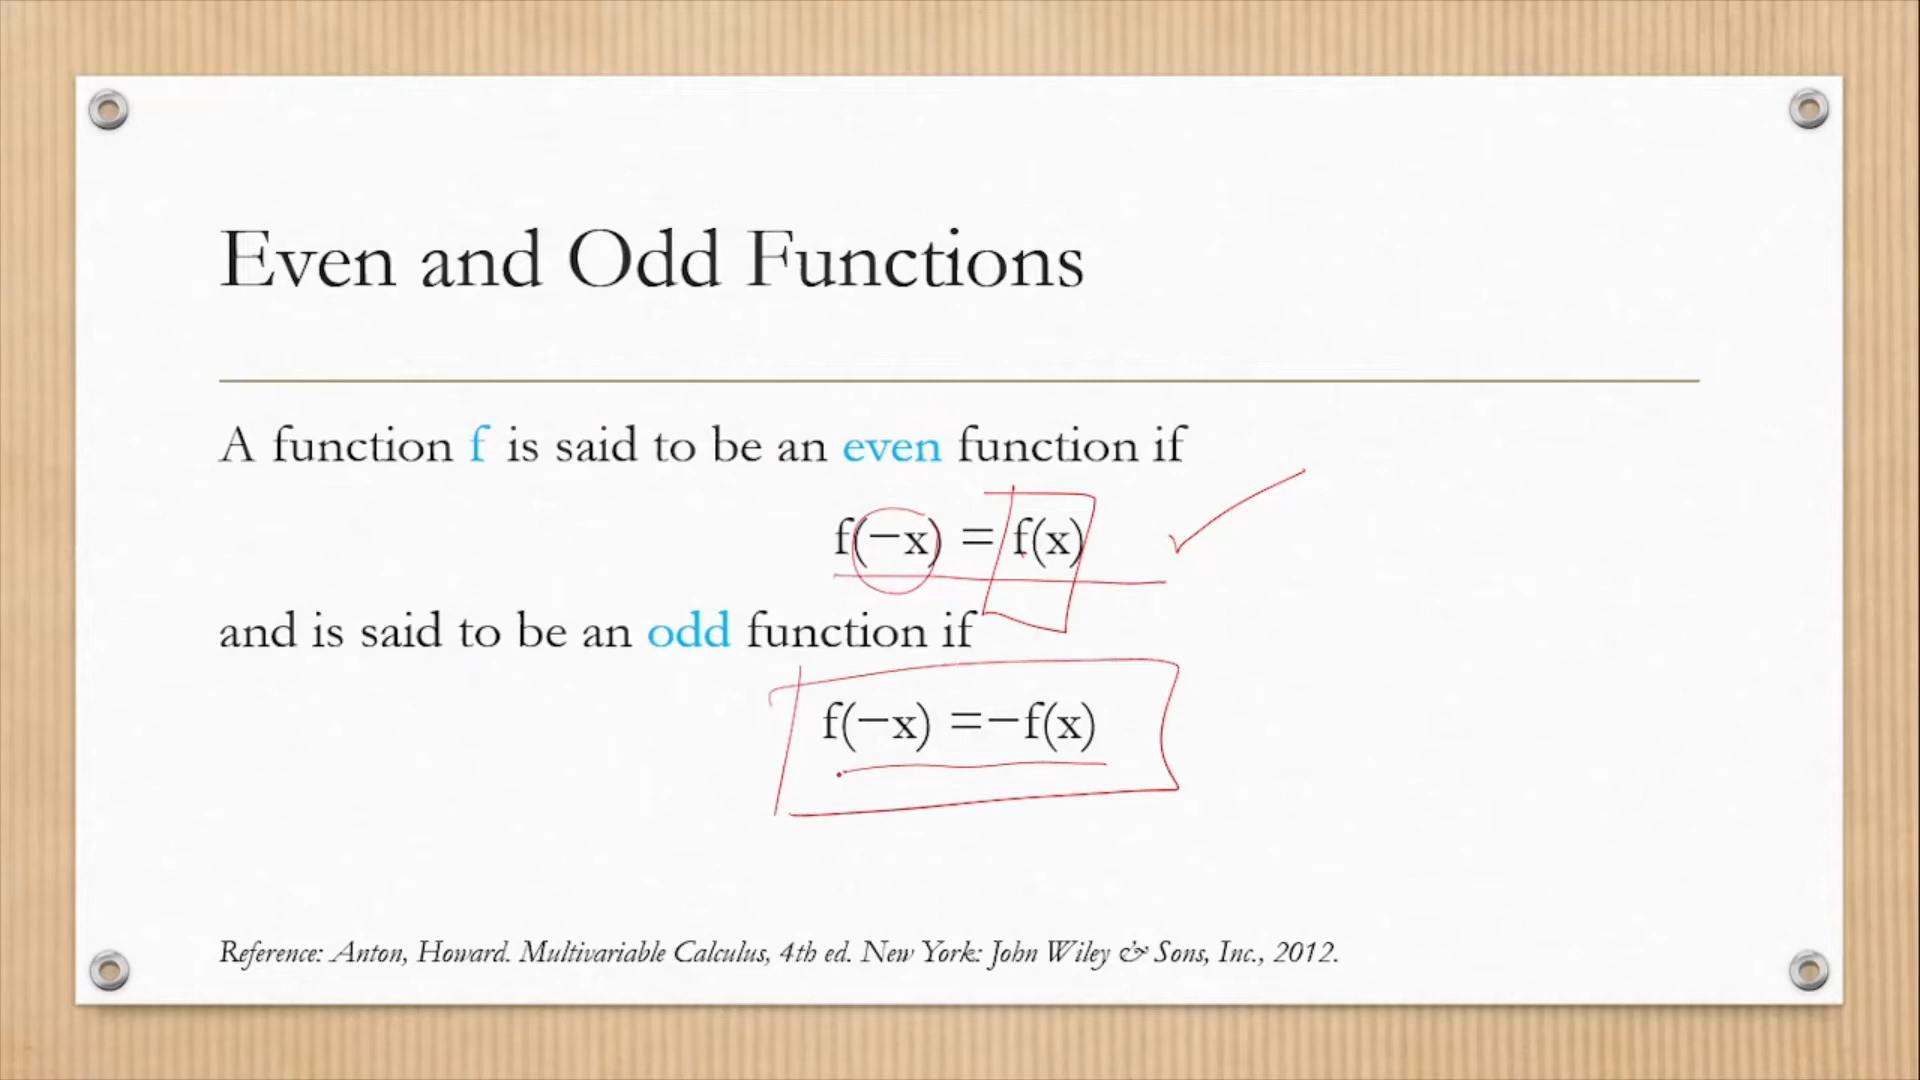 Even and Odd Functions
A function f is said to be an even function if
f(−x) = f(x)
and is said to be an odd function if
f(−x) =−f(x)
Reference: Anton, Howard. Multivariable Calculus, 4th ed. New York: John Wiley & Sons, Inc., 2012.